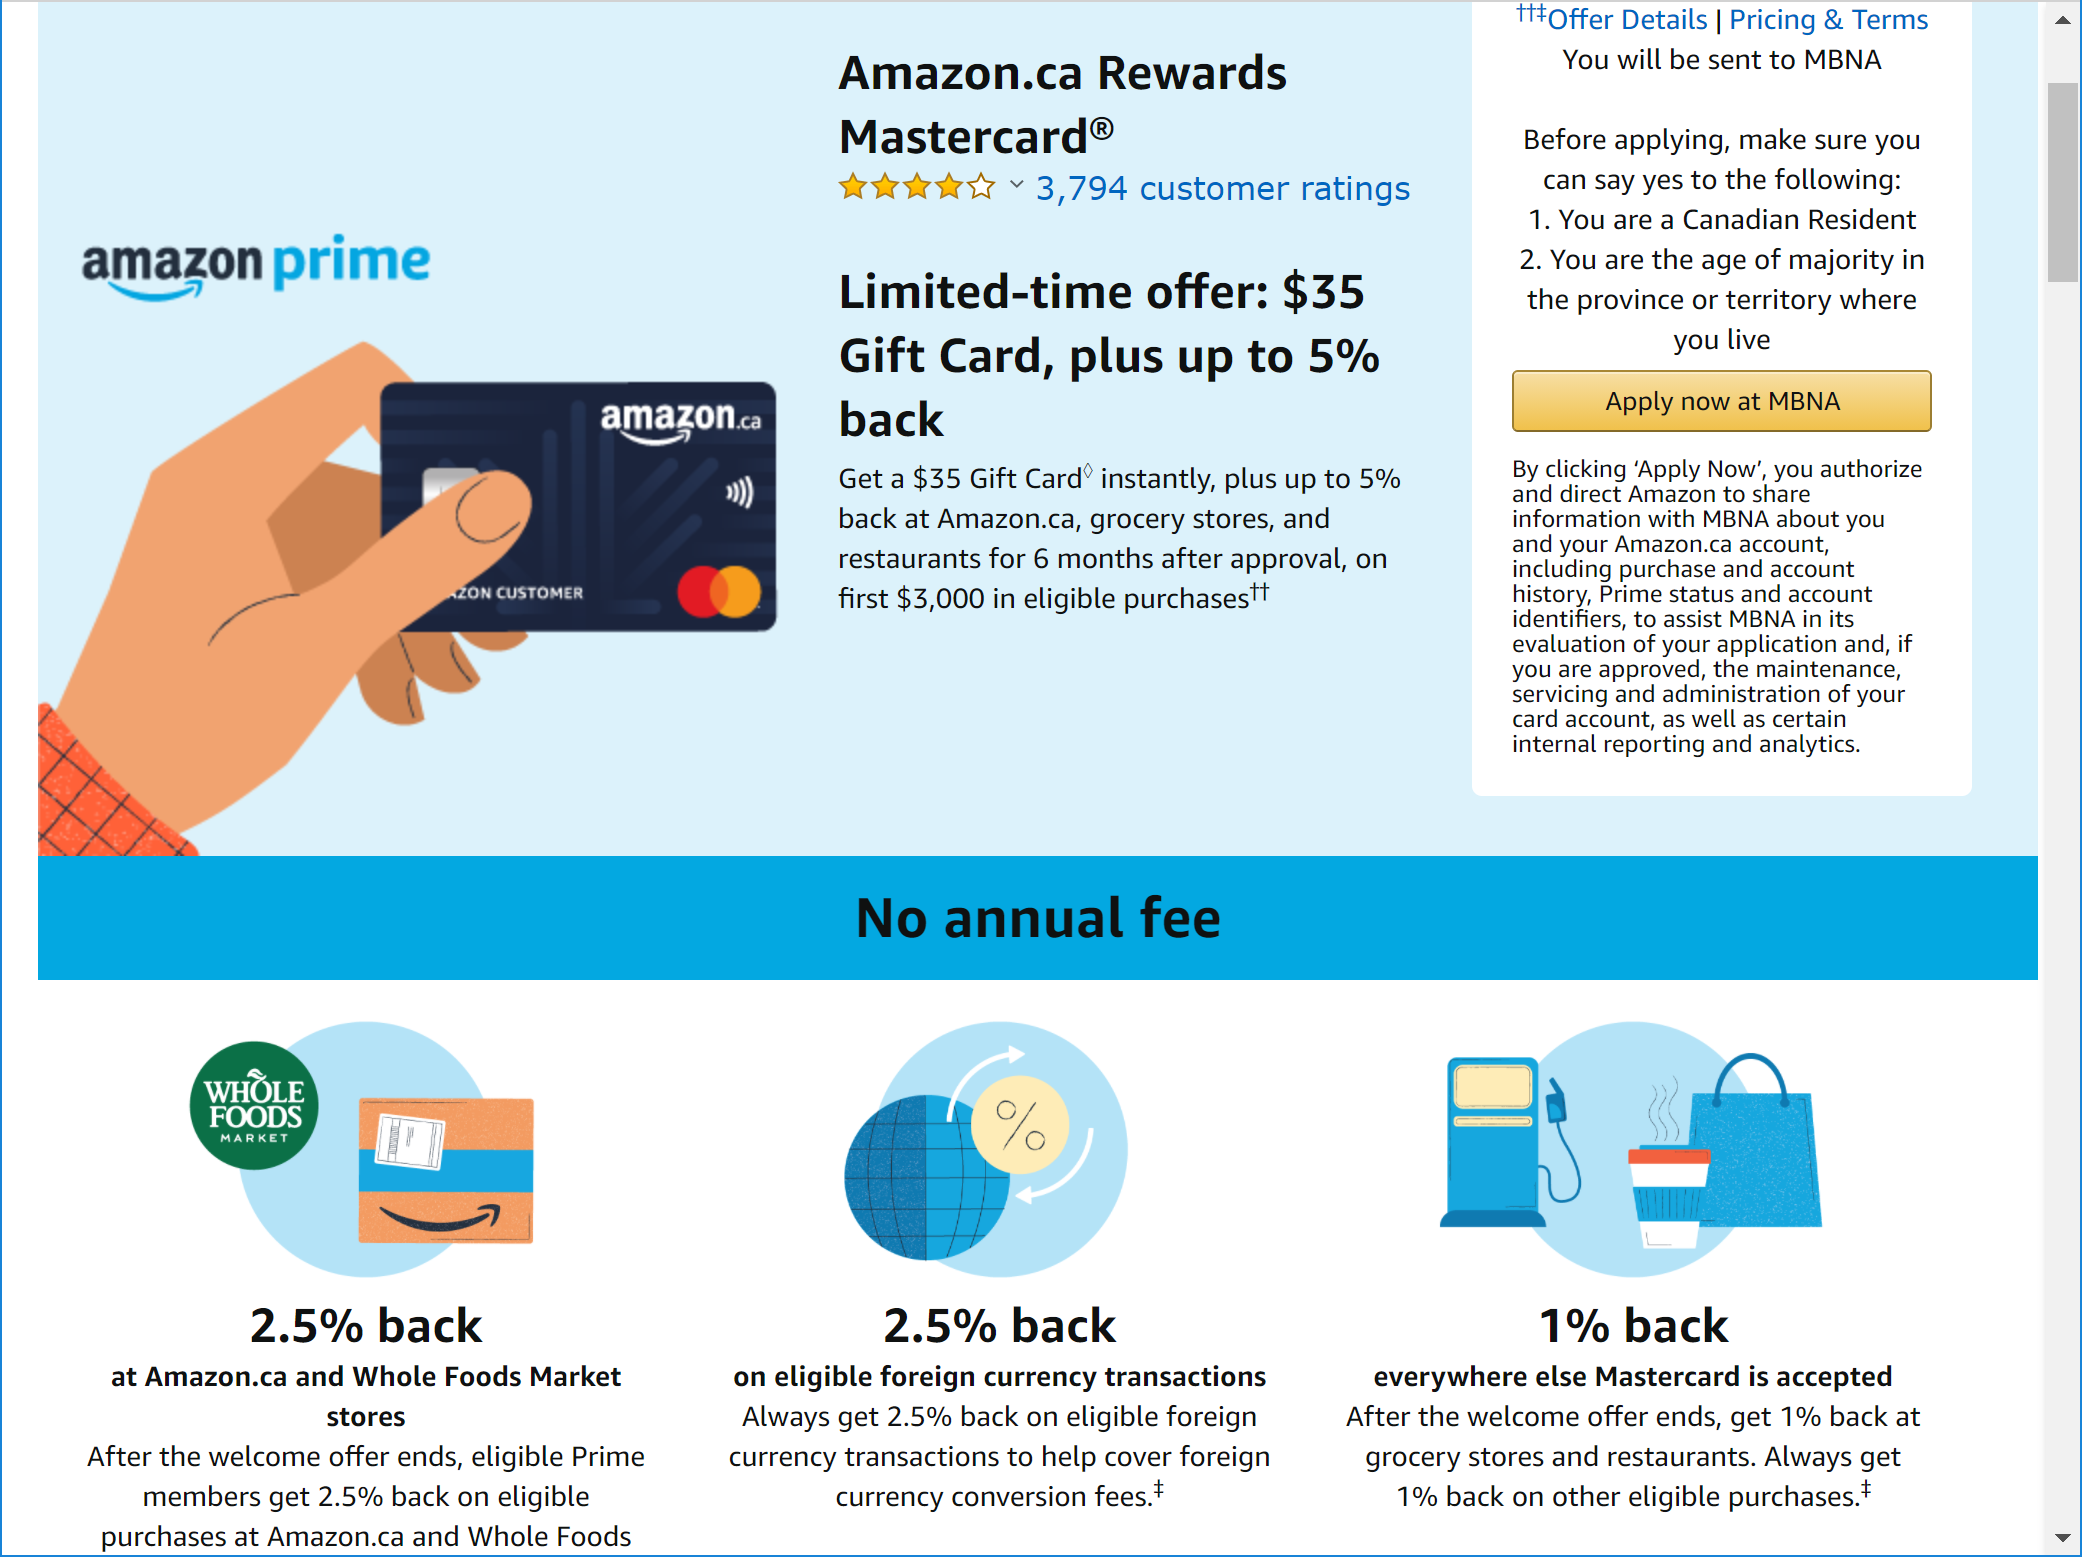 †††‡Offer Details | Pricing & Terms
You will be sent to MBNA
Before applying, make sure you
can say yes to the following:
1. You are a Canadian Resident
2. You are the age of majority in
the province or territory where
you live
Apply now at MBNA
By clicking ‘Apply Now’, you authorize
and direct Amazon to share
information with MBNA about you
and your Amazon.ca account,
including purchase and account
history, Prime status and account
identifiers, to assist MBNA in its
evaluation of your application and, if
you are approved, the maintenance,
servicing and administration of your
card account, as well as certain
internal reporting and analytics.
Amazon.ca Rewards
Mastercard®
3,794 customer ratings
Limited-time offer: $35
Gift Card, plus up to 5%
back
Get a $35 Gift Card◊ instantly, plus up to 5%
back at Amazon.ca, grocery stores, and
restaurants for 6 months after approval, on
first $3,000 in eligible purchases††
amazon prime
amazon.ca
AZON CUSTOMER
No annual fee
WHOLE
FOODS
MARKET
2.5% back
at Amazon.ca and Whole Foods Market
stores
After the welcome offer ends, eligible Prime
members get 2.5% back on eligible
purchases at Amazon.ca and Whole Foods
%
2.5% back
on eligible foreign currency transactions
Always get 2.5% back on eligible foreign
currency transactions to help cover foreign
currency conversion fees.‡
1% back
everywhere else Mastercard is accepted
After the welcome offer ends, get 1% back at
grocery stores and restaurants. Always get
1% back on other eligible purchases.‡